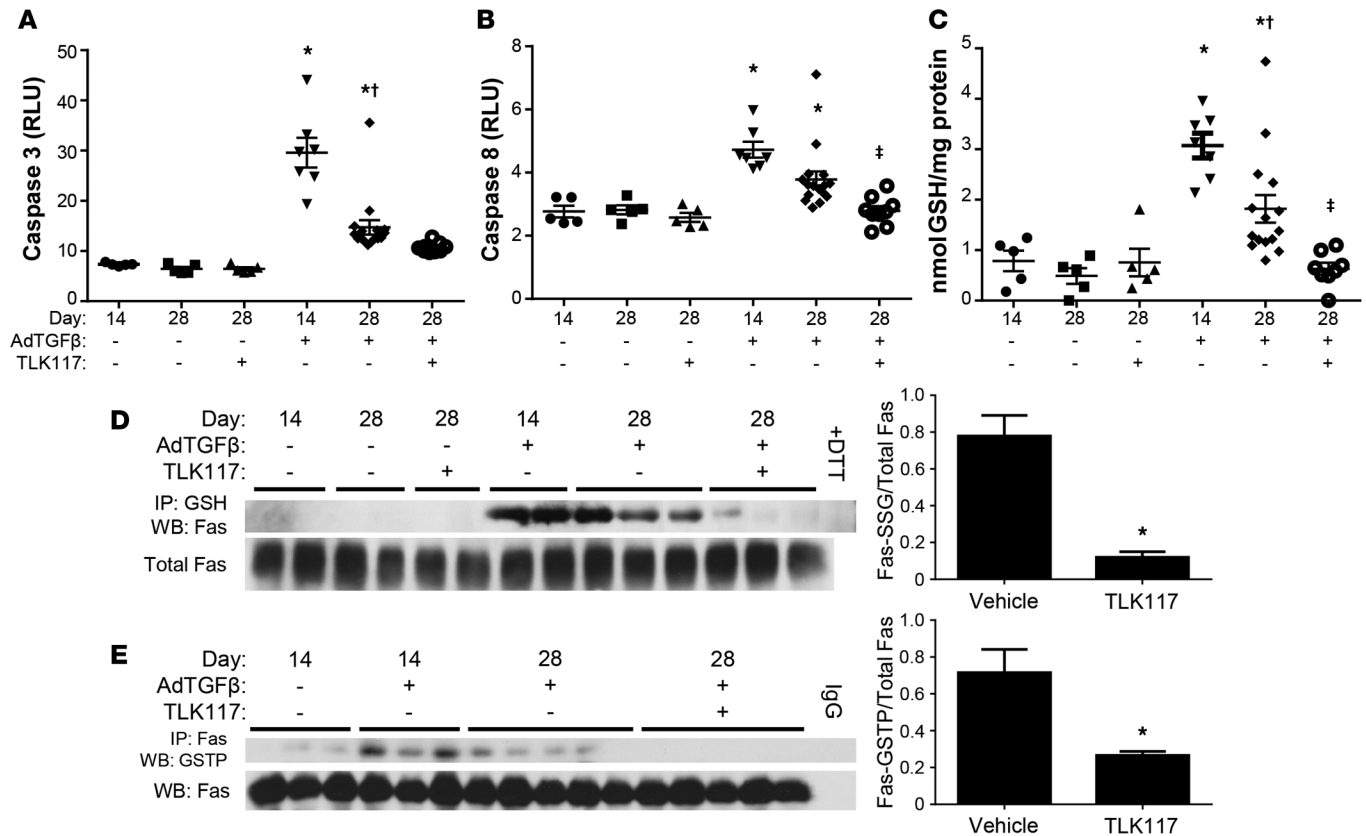 A
Caspase 3 (RLU)
50
40
30
20
10
0
*
*†
Day: 14 28 28 14 28 28
AdTGFβ: - - - + + +
TLK117: - - + - - +
B
Caspase 8 (RLU)
8
6
4
2
0
*
*
‡
14 28 28 14 28 28
- - - + + +
- - + - - +
C
nmolGSH/mg protein
5
4
3
2
1
0
*
*†
‡
14 28 28 14 28 28
- - - + + +
- - + - - +
D
Day: 14 28 28 14 28 28
AdTGFβ: - - - + + +
TLK117: - - + - - +
+DTT
IP: GSH
WB: Fas
Total Fas
Fas-SSG/Total Fas
1.0
0.8
0.6
0.4
0.2
0
*
Vehicle TLK117
E
Day: 14 14 28 28
AdTGFβ: - + + +
TLK117: - - - +
IgG
IP: Fas
WB: GSTP
WB: Fas
Fas-GSTP/Total Fas
1.0
0.8
0.6
0.4
0.2
0
*
Vehicle TLK117